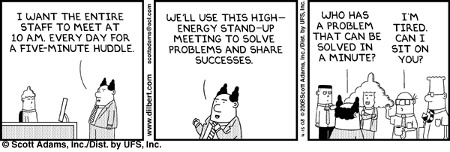 I WANT THE ENTIRE
STAFF TO MEET AT
10 AM. EVERY DAY FOR
A FIVE-MINUTE HUDDLE.
scottadams@aol.com
www.dilbert.com
WE'LL USE THIS HIGH-
ENERGY STAND-UP
MEETING TO SOLVE
PROBLEMS AND SHARE
SUCCESSES.
© 2008 Scott Adams, Inc./Dist. by UFS, Inc.
WHO HAS
A PROBLEM
THAT CAN BE
SOLVED IN
A MINUTE?
I'M
TIRED.
CAN I
SIT ON
YOU?
© Scott Adams, Inc./Dist. by UFS, Inc.